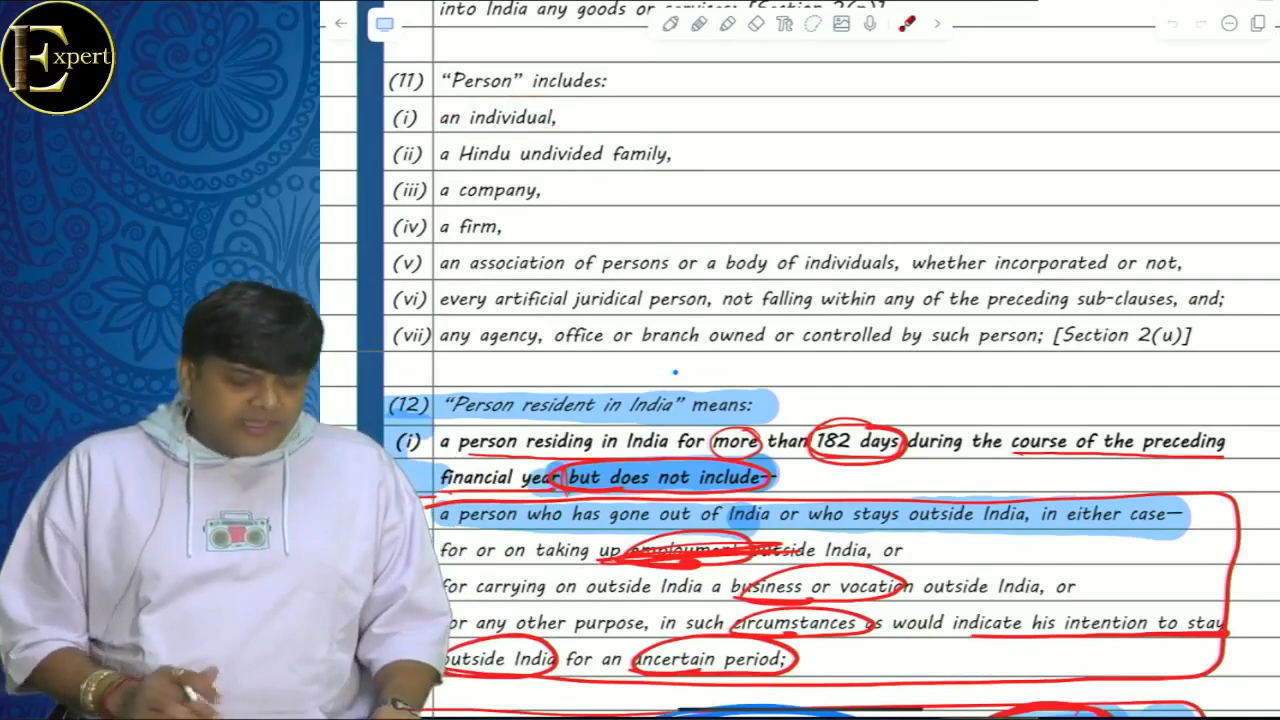 Expert
into India any goods or services; [Section 2(p)]
(11) "Person" includes:
(i) an individual,
(ii) a Hindu undivided family,
(iii) a company,
(iv) a firm,
(v) an association of persons or a body of individuals, whether incorporated or not,
(vi) every artificial juridical person, not falling within any of the preceding sub-clauses, and;
(vii) any agency, office or branch owned or controlled by such person; [Section 2(u)]
(12) "Person resident in India" means:
(i) a person residing in India for more than 182 days during the course of the preceding
financial year but does not include—
a person who has gone out of India or who stays outside India, in either case—
for or on taking up employment outside India, or
for carrying on outside India a business or vocation outside India, or
for any other purpose, in such circumstances as would indicate his intention to stay
outside India for an uncertain period;